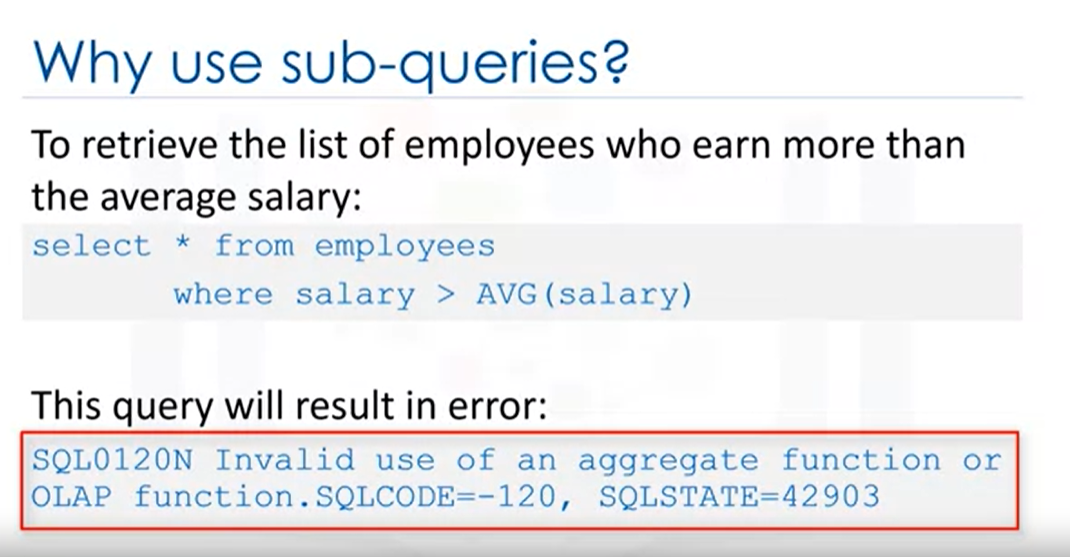 Why use sub-queries?
To retrieve the list of employees who earn more than
the average salary:
select * from employees
where salary > AVG(salary)
This query will result in error:
SQL0120N Invalid use of an aggregate function or
OLAP function.SQLCODE=-120, SQLSTATE=42903